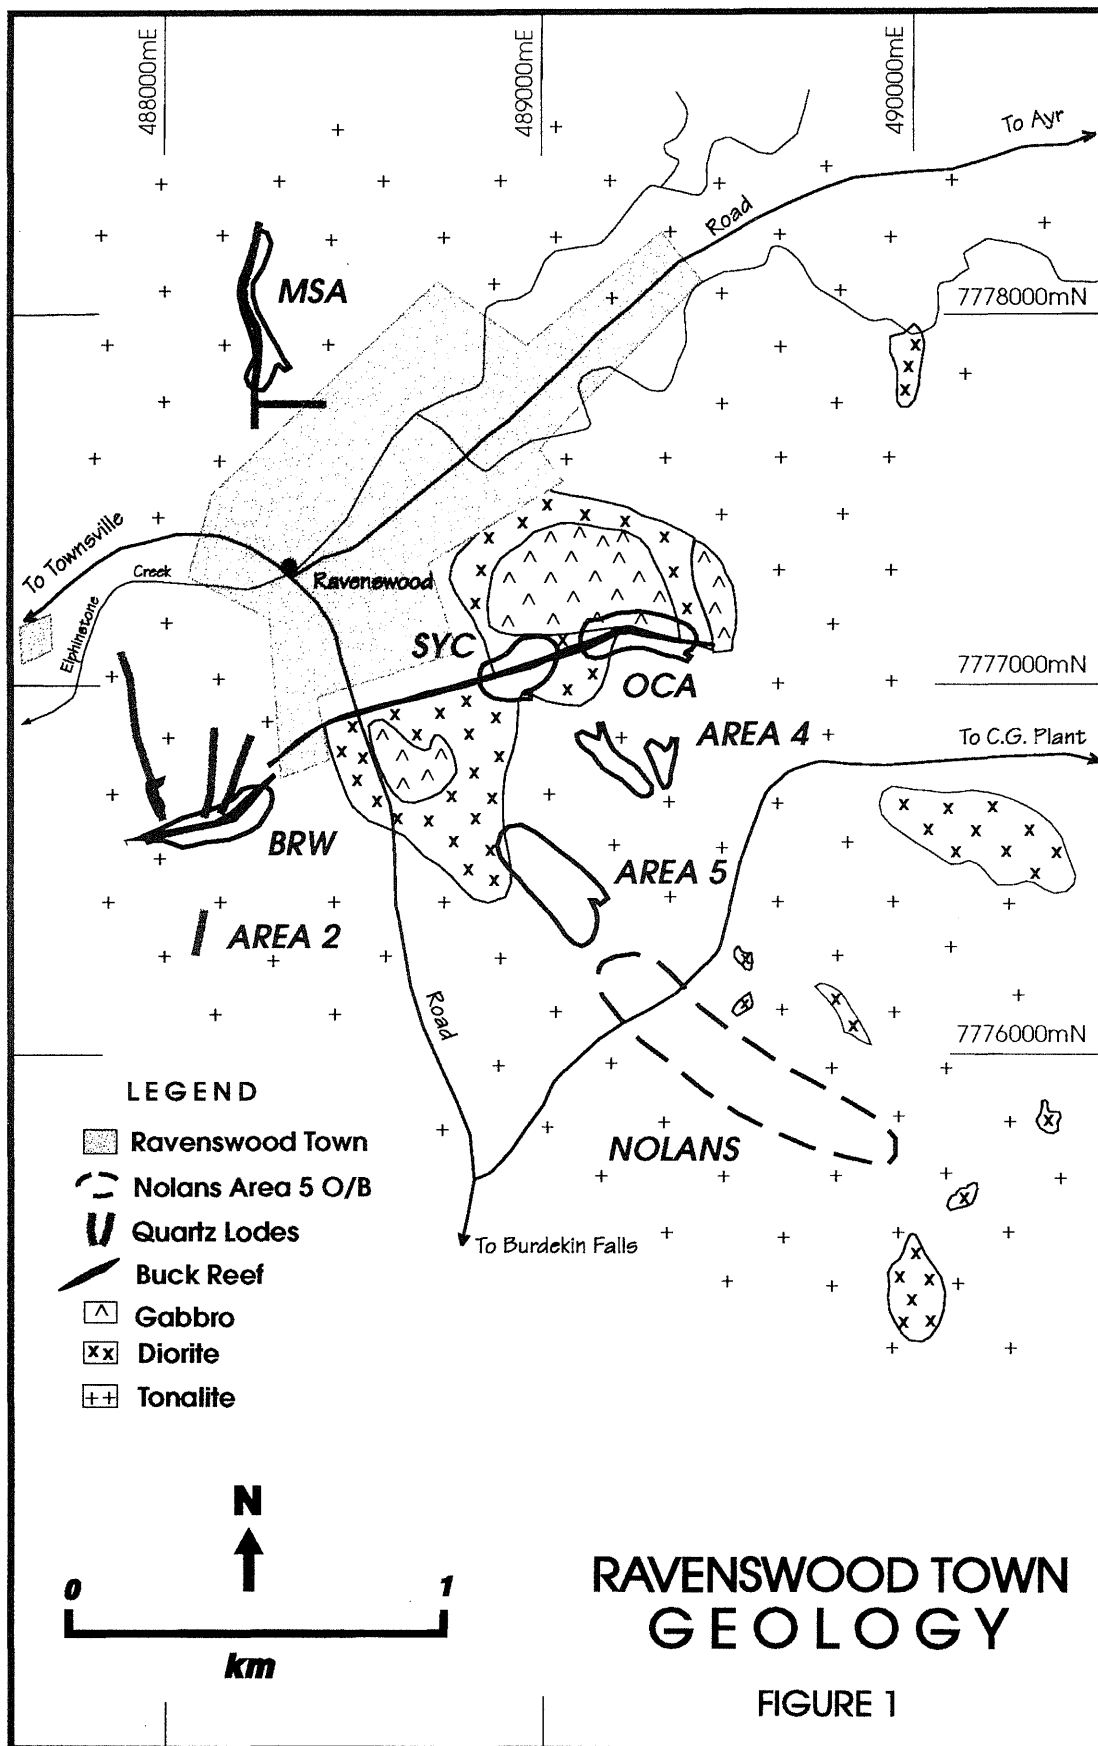 488000mE
489000mE
490000mE
To Ayr
Road
MSA
7778000mN
To Townsville
Creek
Elphinstone
Ravenswood
SYC
OCA
7777000mN
AREA 4
To C.G. Plant
BRW
AREA 5
AREA 2
Road
7776000mN
NOLANS
To Burdekin Falls
LEGEND
Ravenswood Town
Nolans Area 5 O/B
Quartz Lodes
Buck Reef
Gabbro
Diorite
Tonalite
N
0 1
km
RAVENSWOOD TOWN
GEOLOGY
FIGURE 1